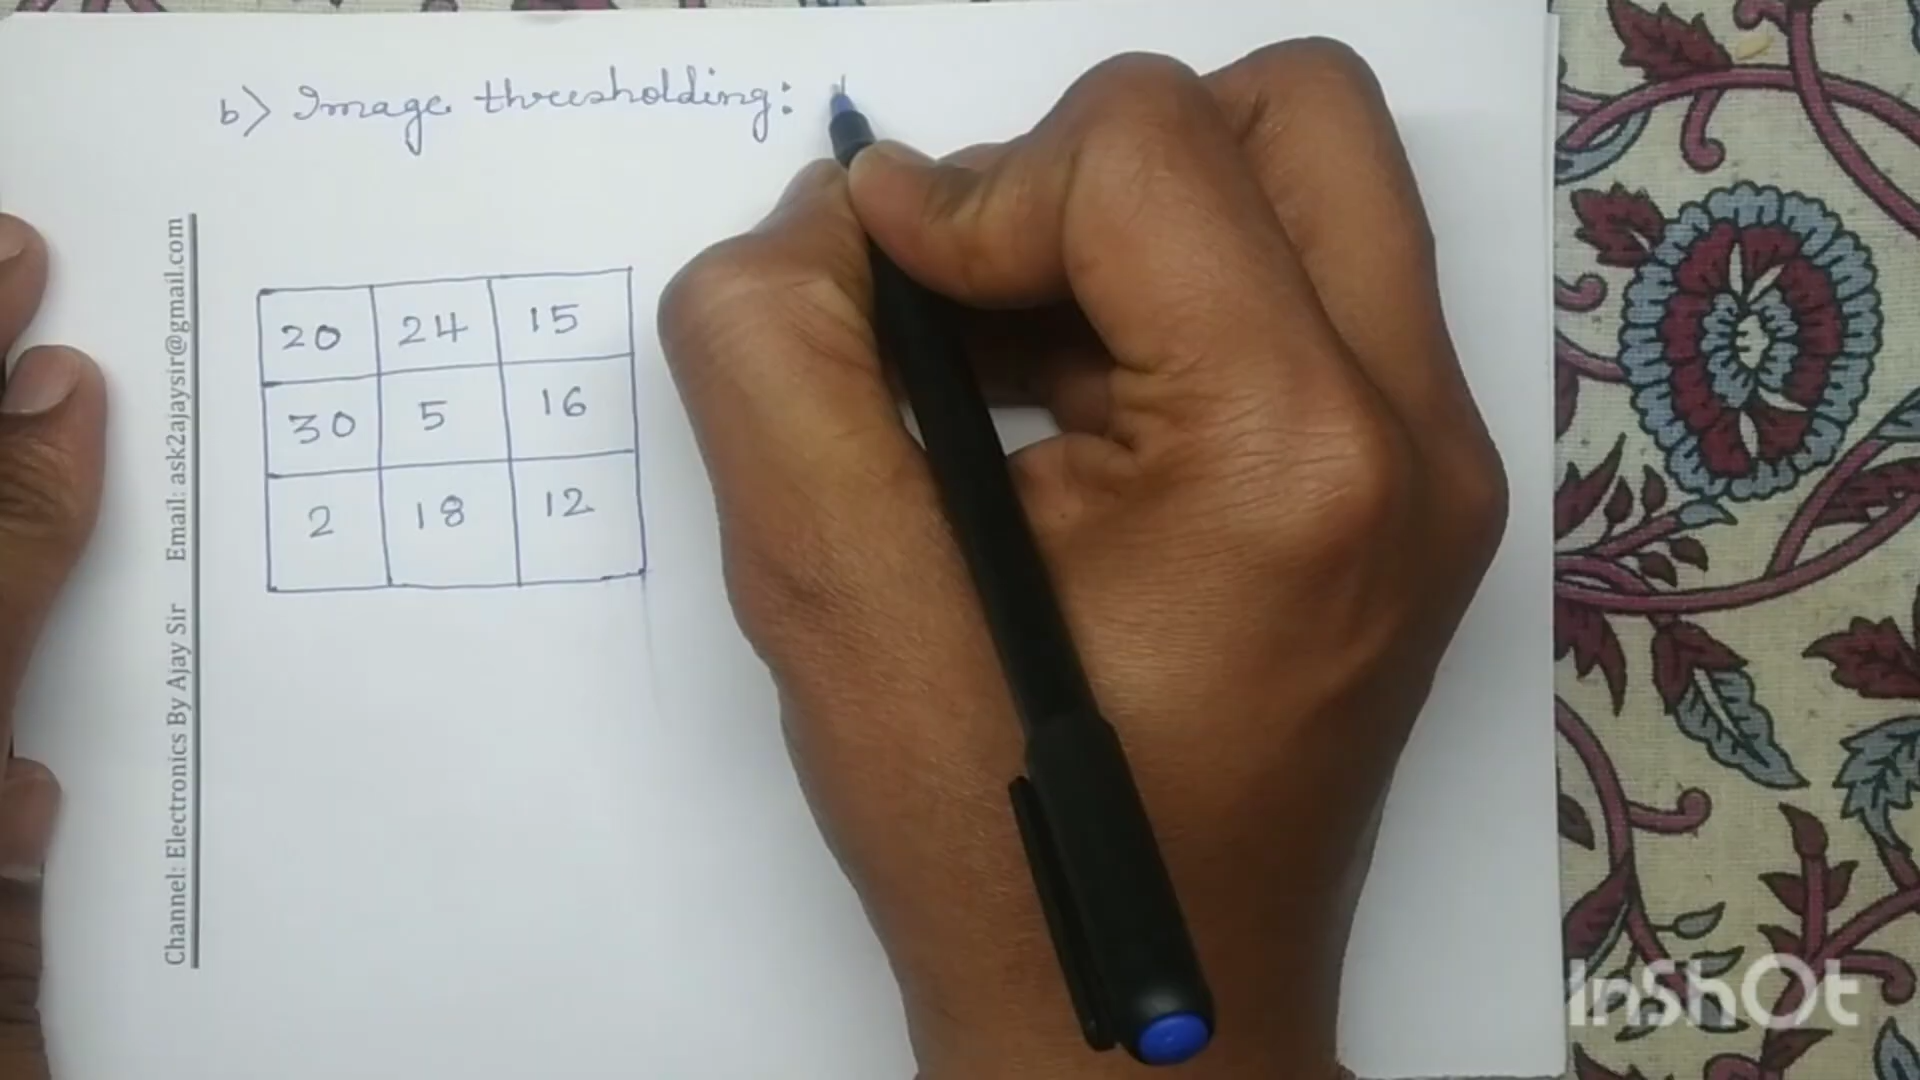 b) Image thresholding:
20 24 15
30 5 16
2 18 12
Channel: Electronics By Ajay Sir Email: ask2ajaysir@gmail.com
InShOt